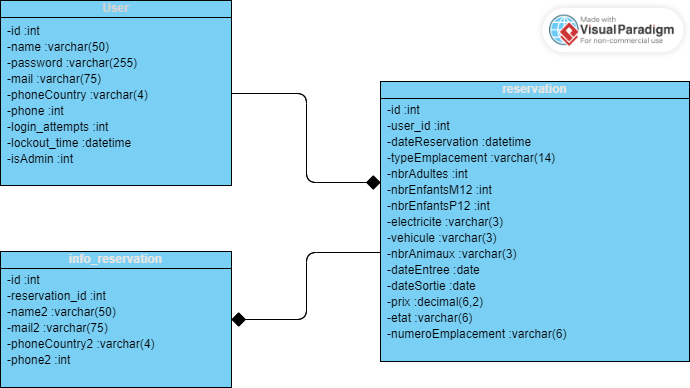 User
-id :int
-name :varchar(50)
-password :varchar(255)
-mail :varchar(75)
-phoneCountry :varchar(4)
-phone :int
-login_attempts :int
-lockout_time :datetime
-isAdmin :int
Made with
Visual Paradigm
For non-commercial use
reservation
-id :int
-user_id :int
-dateReservation :datetime
-typeEmplacement :varchar(14)
-nbrAdultes :int
-nbrEnfantsM12 :int
-nbrEnfantsP12 :int
-electricite :varchar(3)
-vehicule :varchar(3)
-nbrAnimaux :varchar(3)
-dateEntree :date
-dateSortie :date
-prix :decimal(6,2)
-etat :varchar(6)
-numeroEmplacement :varchar(6)
info_reservation
-id :int
-reservation_id :int
-name2 :varchar(50)
-mail2 :varchar(75)
-phoneCountry2 :varchar(4)
-phone2 :int